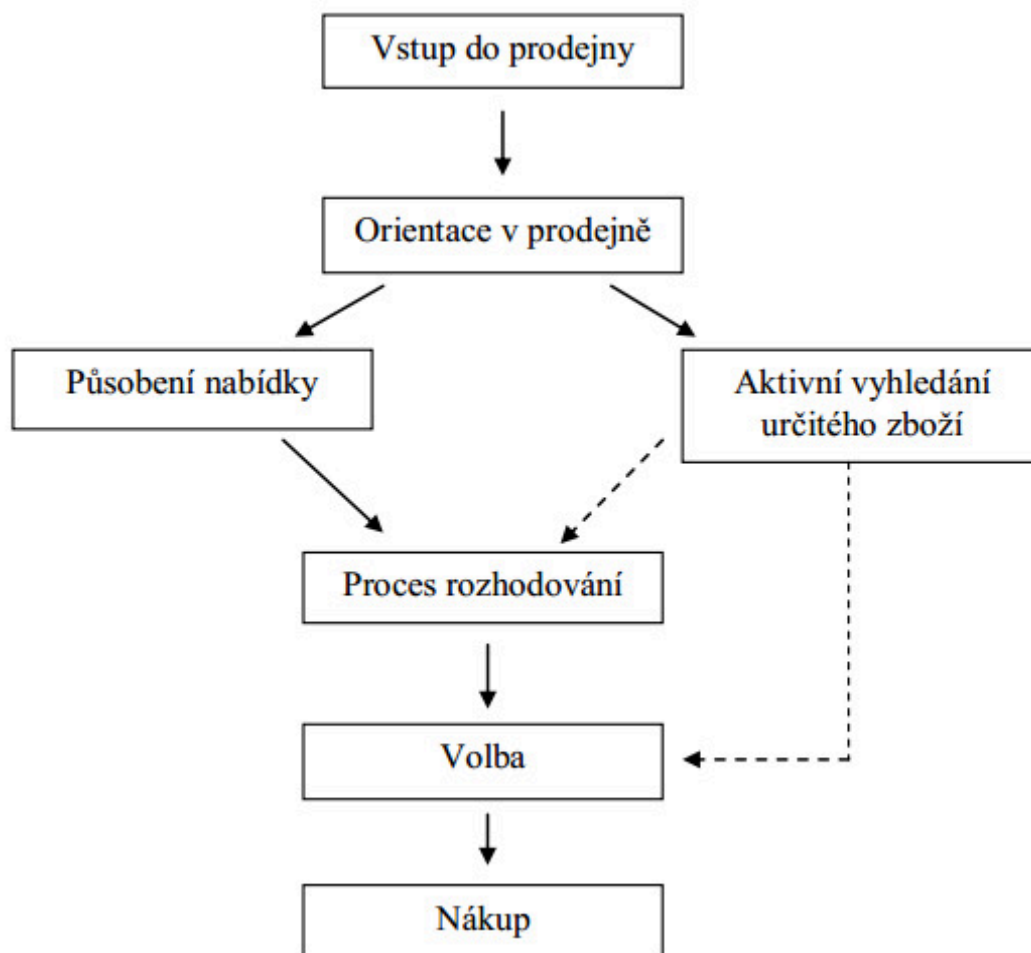 Vstup do prodejny
Orientace v prodejně
Působení nabídky
Aktivní vyhledání
určitého zboží
Proces rozhodování
Volba
Nákup